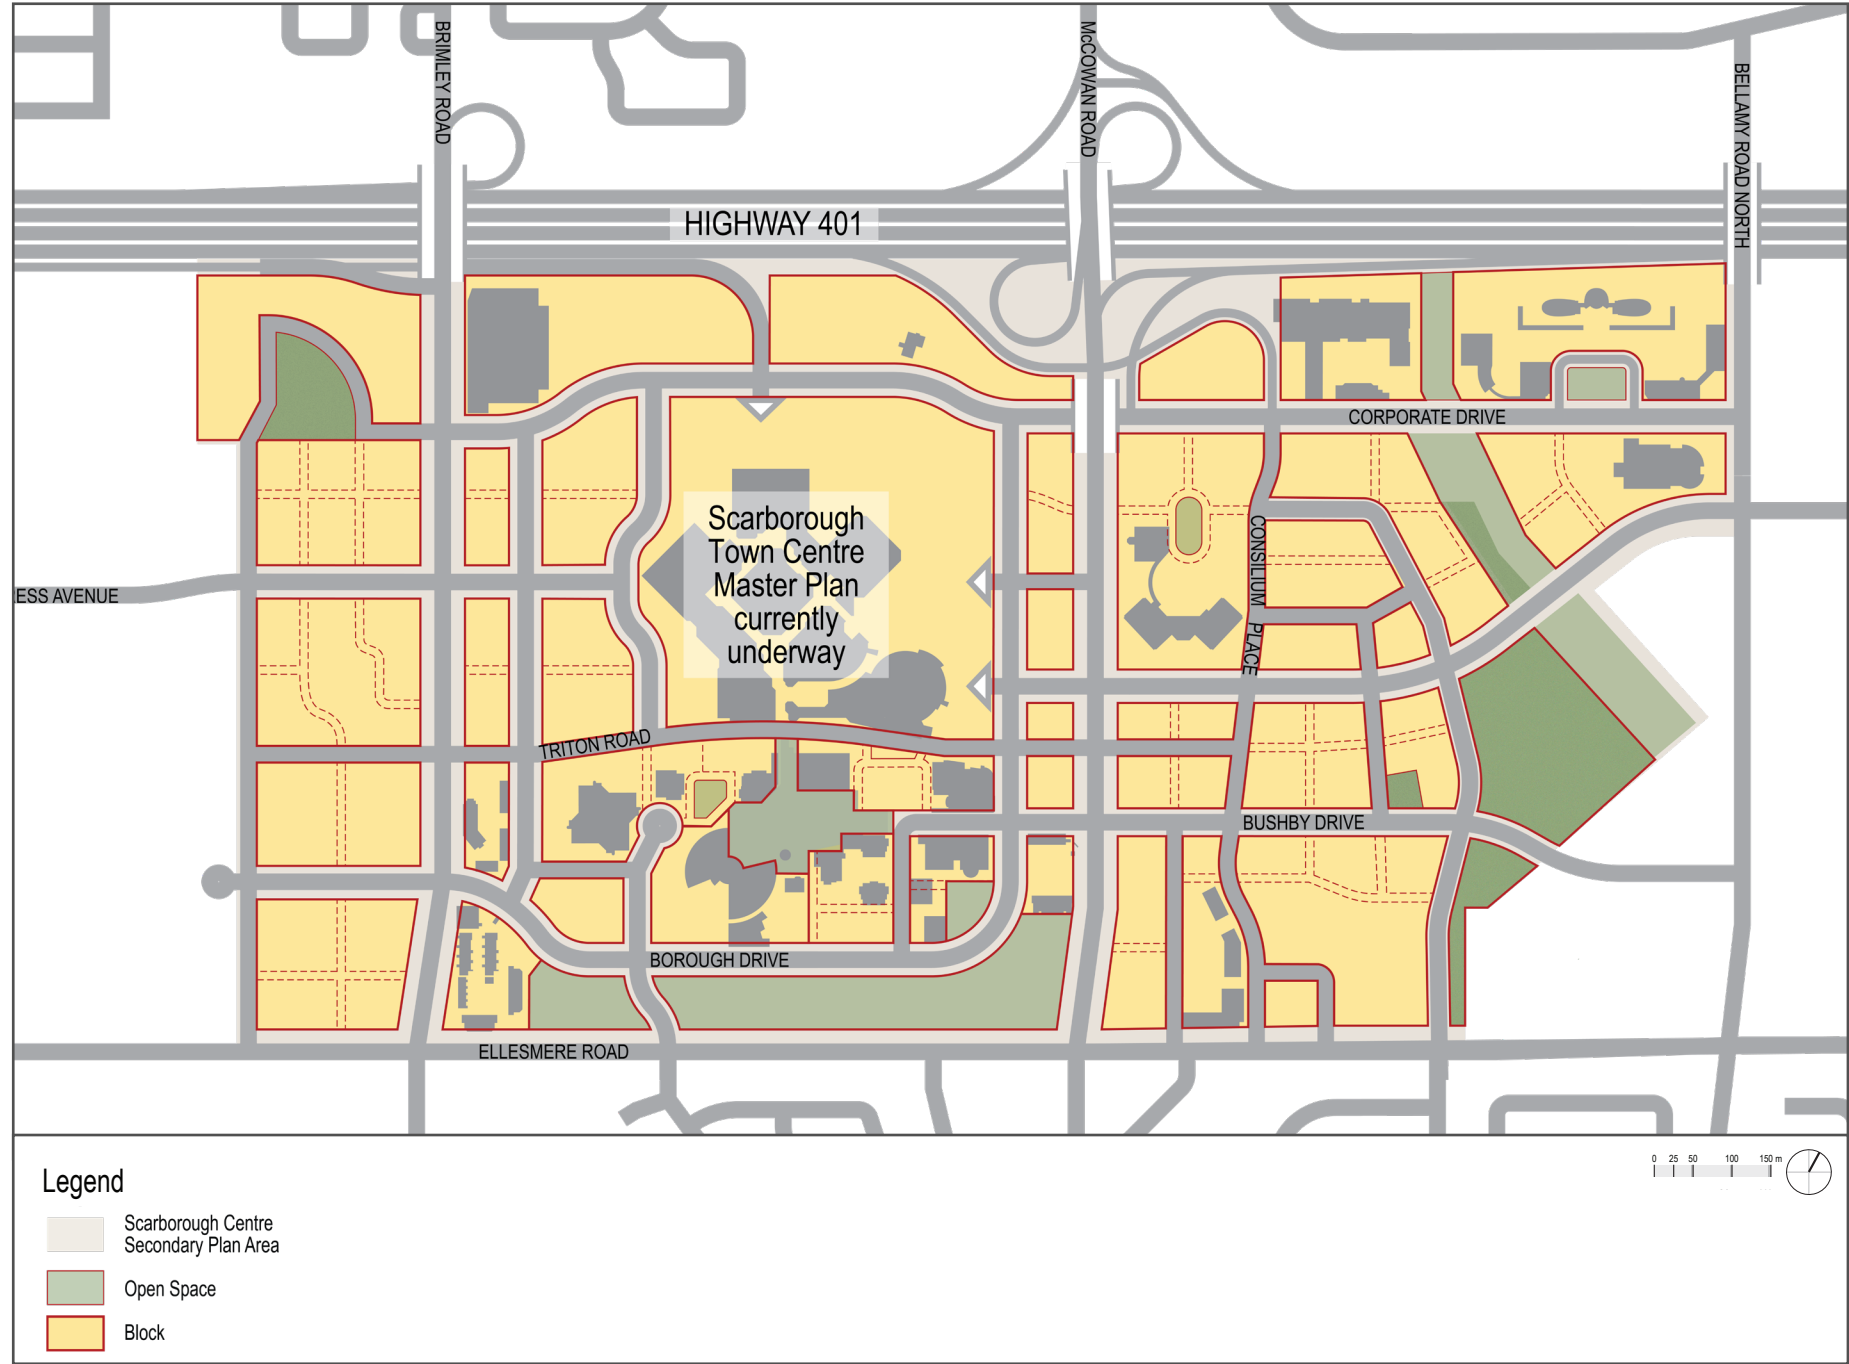 BRIMLEY ROAD
McCOWAN ROAD
BELLAMY ROAD NORTH
HIGHWAY 401
CORPORATE DRIVE
Scarborough
Town Centre
Master Plan
currently
underway
CONSILIUM PLACE
ESS AVENUE
TRITON ROAD
BUSHBY DRIVE
BOROUGH DRIVE
ELLESMERE ROAD
Legend
Scarborough Centre
Secondary Plan Area
Open Space
Block
0 25 50 100 150 m